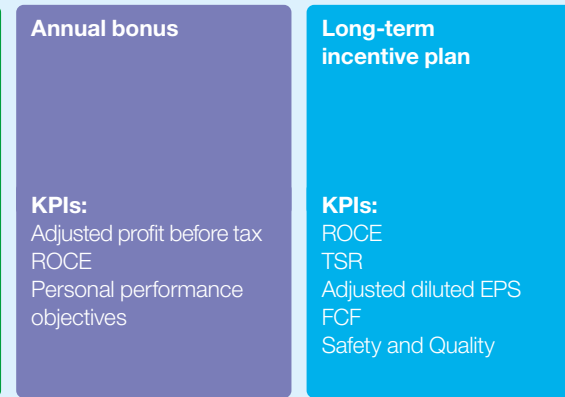 Annual bonus
KPIs:
Adjusted profit before tax
ROCE
Personal performance
objectives
Long-term
incentive plan
KPIs:
ROCE
TSR
Adjusted diluted EPS
FCF
Safety and Quality